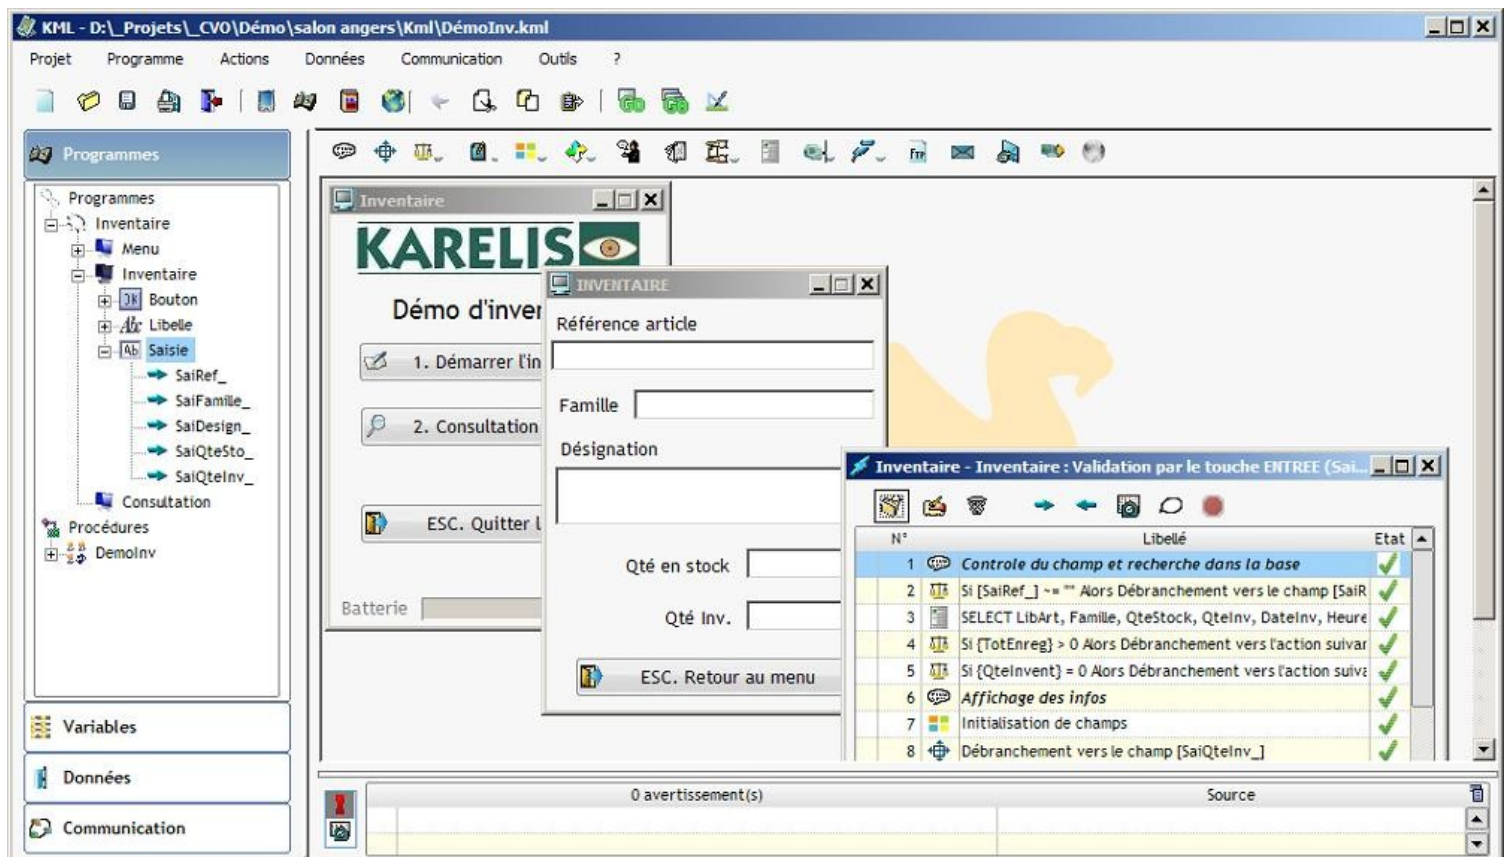 KML - D:\_Projets\_CVO\Démo\salon angers\Kml\DémoInv.kml
Projet Programme Actions Données Communication Outils ?
GO GO
Programmes
Ftp
Programmes
Inventaire
Menu
Inventaire
OK Bouton
Abc Libelle
Ab Saisie
SaiRef_
SaiFamille_
SaiDesign_
SaiQteSto_
SaiQteInv_
Consultation
Procédures
DemoInv
Variables
Données
Communication
Inventaire
KARELIS
Démo d'inver
1. Démarrer l'in
2. Consultation
ESC. Quitter l
Batterie
INVENTAIRE
Référence article
Famille
Désignation
Qté en stock
Qté Inv.
ESC. Retour au menu
Inventaire - Inventaire : Validation par le touche ENTREE (Sai...
N° Libellé Etat
1 Controle du champ et recherche dans la base
2 Si [SaiRef_] ~= "" Alors Débranchement vers le champ [SaiR
3 SELECT LibArt, Famille, QteStock, QteInv, DateInv, Heure
4 Si {TotEnreg} > 0 Alors Débranchement vers l'action suivar
5 Si {QteInvent} = 0 Alors Débranchement vers l'action suiva
6 Affichage des infos
7 Initialisation de champs
8 Débranchement vers le champ [SaiQteInv_]
0 avertissement(s) Source